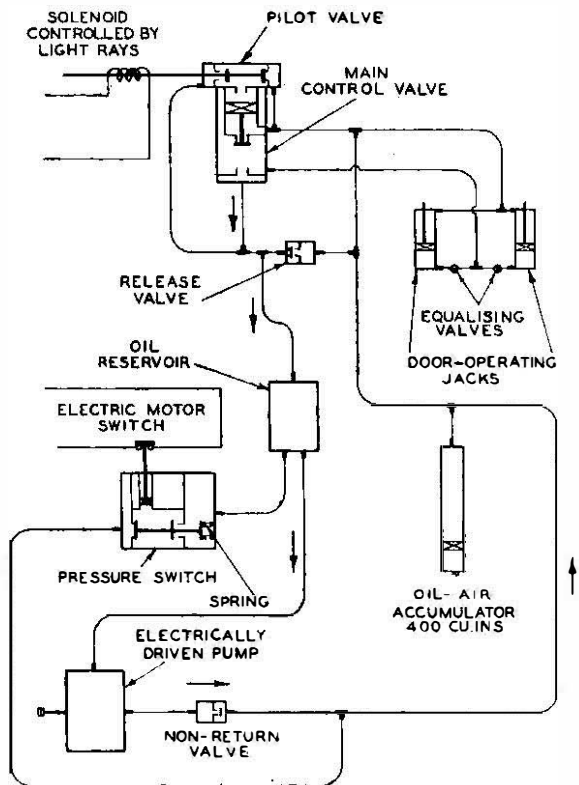 SOLENOID
CONTROLLED BY
LIGHT RAYS
PILOT VALVE
MAIN
CONTROL VALVE
RELEASE
VALVE
EQUALISING
VALVES
DOOR-OPERATING
JACKS
OIL
RESERVOIR
ELECTRIC MOTOR
SWITCH
PRESSURE SWITCH
SPRING
OIL-AIR
ACCUMULATOR
400 CU.INS
ELECTRICALLY
DRIVEN PUMP
NON-RETURN
VALVE